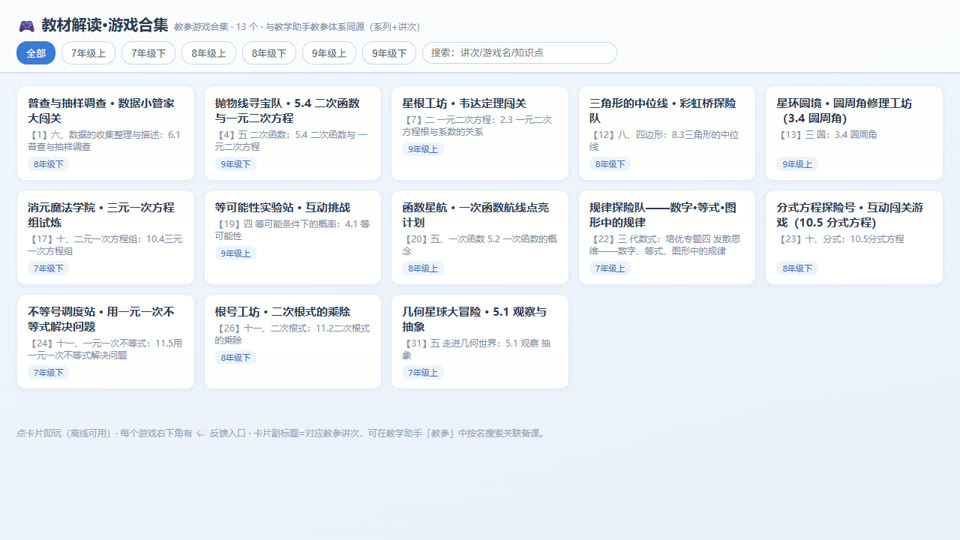 教材解读·游戏合集 教参游戏合集 · 13 个 · 与教学助手教参体系同源（系列+讲次）
全部 7年级上 7年级下 8年级上 8年级下 9年级上 9年级下 搜索：讲次/游戏名/知识点
普查与抽样调查 · 数据小管家
大闯关
【1】六、数据的收集整理与描述：6.1
普查与抽样调查
8年级下
抛物线寻宝队 · 5.4 二次函数
与一元二次方程
【4】五 二次函数：5.4 二次函数与 一
元二次方程
9年级下
星根工坊 · 韦达定理闯关
【7】二 一元二次方程：2.3 一元二次
方程根与系数的关系
9年级上
三角形的中位线 · 彩虹桥探险
队
【12】八、四边形：8.3三角形的中位
线
8年级下
星环圆境 · 圆周角修理工坊
（3.4 圆周角）
【13】三 圆：3.4 圆周角
9年级上
消元魔法学院 · 三元一次方程
组试炼
【17】十、二元一次方程组：10.4三元
一次方程组
7年级下
等可能性实验站 · 互动挑战
【19】四 等可能条件下的概率：4.1 等
可能性
9年级上
函数星航 · 一次函数航线点亮
计划
【20】五、一次函数 5.2 一次函数的概
念
8年级上
规律探险队——数字·等式·图
形中的规律
【22】三 代数式：培优专题四 发散思
维——数字、等式、图形中的规律
7年级上
分式方程探险号 · 互动闯关游
戏（10.5 分式方程）
【23】十、分式：10.5分式方程
8年级下
不等号调度站 · 用一元一次不
等式解决问题
【24】十一、一元一次不等式：11.5用
一元一次不等式解决问题
7年级下
根号工坊 · 二次根式的乘除
【26】十一、二次根式：11.2二次根式
的乘除
8年级下
几何星球大冒险 · 5.1 观察与
抽象
【31】五 走进几何世界：5.1 观察 抽
象
7年级上
点卡片即玩（离线可用）· 每个游戏右下角有 反馈入口 · 卡片副标题=对应教参讲次，可在教学助手「教参」中按名搜索关联备课。